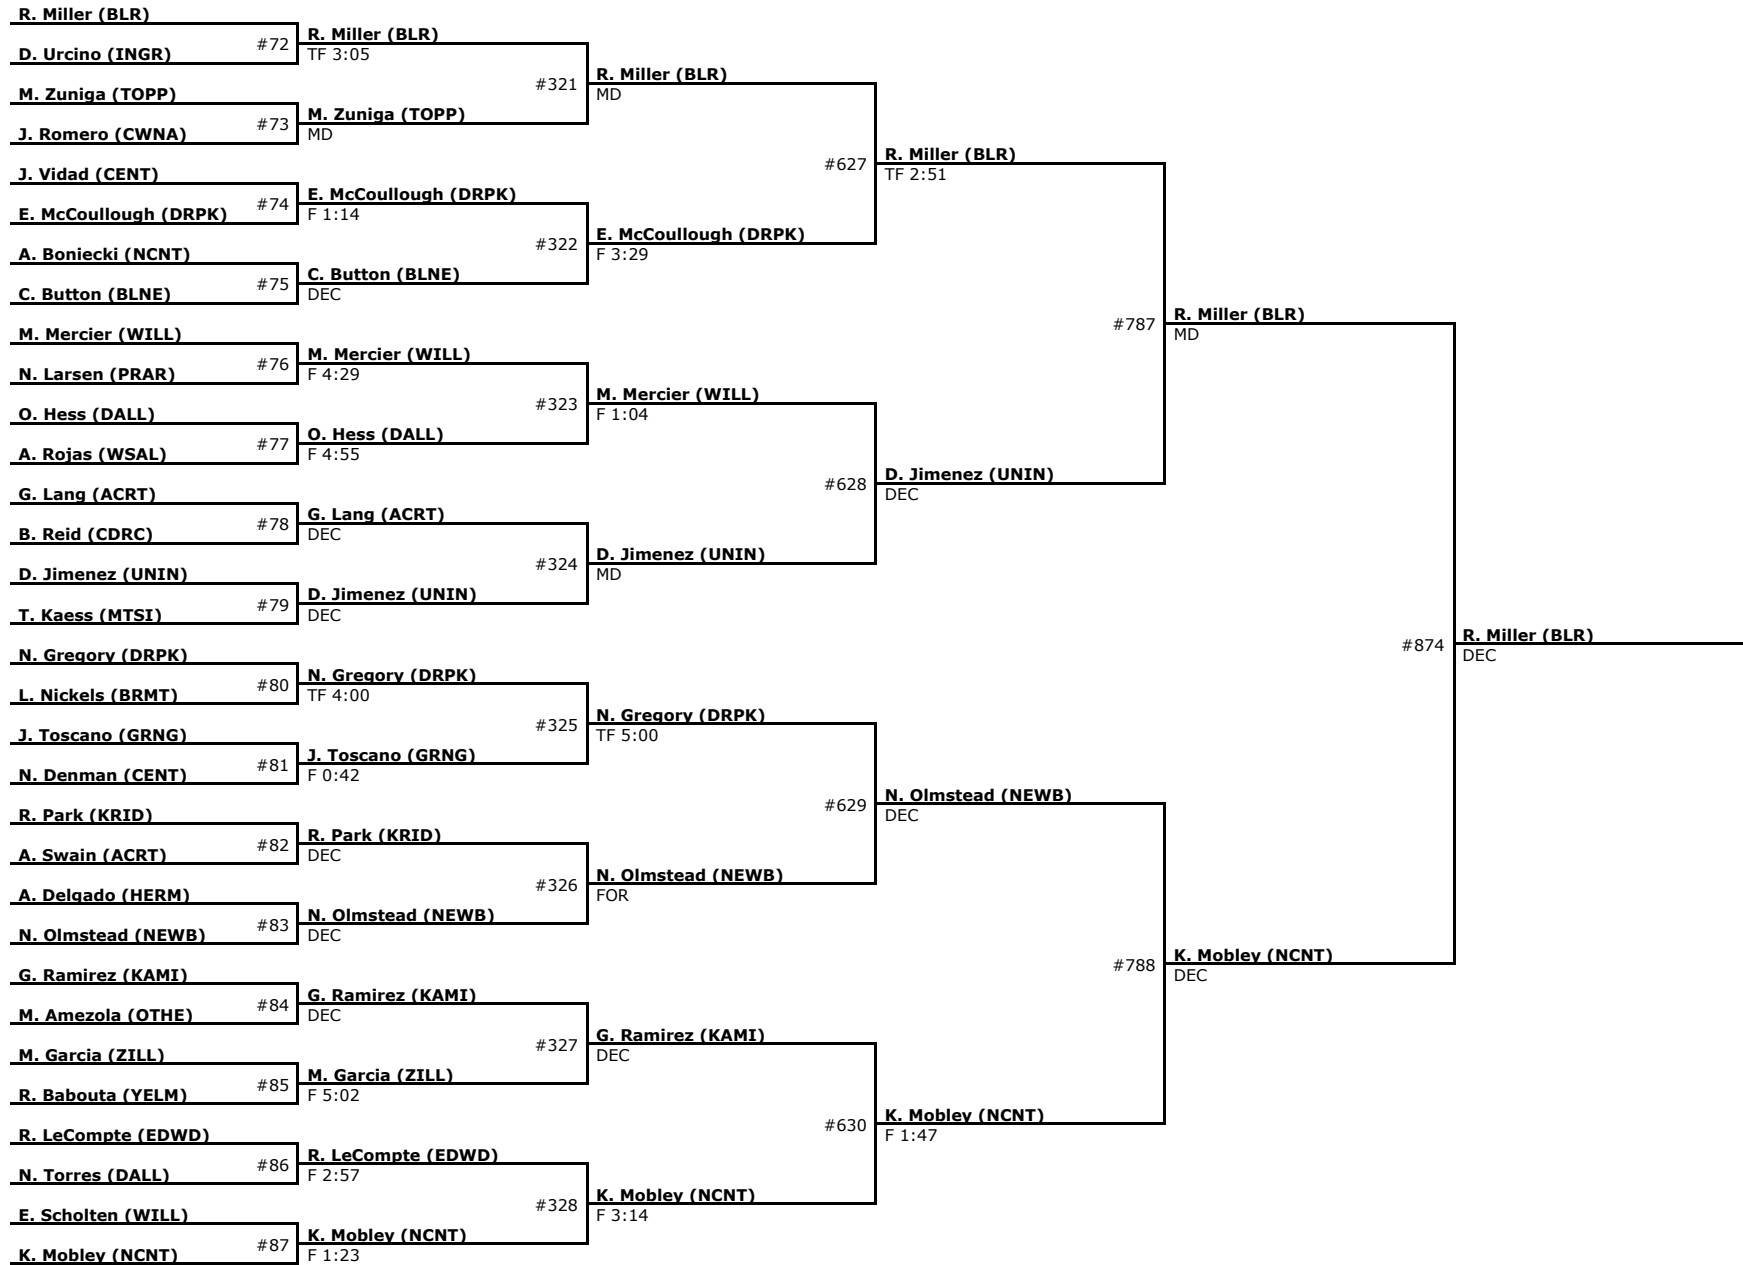 R. Miller (BLR)
#72
D. Urcino (INGR)
R. Miller (BLR)
TF 3:05
M. Zuniga (TOPP)
#73
J. Romero (CWNA)
M. Zuniga (TOPP)
MD
#321
R. Miller (BLR)
MD
J. Vidad (CENT)
#74
E. McCoullough (DRPK)
E. McCoullough (DRPK)
F 1:14
A. Boniecki (NCNT)
#75
C. Button (BLNE)
C. Button (BLNE)
DEC
#322
E. McCoullough (DRPK)
F 3:29
#627
R. Miller (BLR)
TF 2:51
M. Mercier (WILL)
#76
N. Larsen (PRAR)
M. Mercier (WILL)
F 4:29
O. Hess (DALL)
#77
A. Rojas (WSAL)
O. Hess (DALL)
F 4:55
#323
M. Mercier (WILL)
F 1:04
G. Lang (ACRT)
#78
B. Reid (CDRC)
G. Lang (ACRT)
DEC
D. Jimenez (UNIN)
#79
T. Kaess (MTSI)
D. Jimenez (UNIN)
DEC
#324
D. Jimenez (UNIN)
MD
#628
D. Jimenez (UNIN)
DEC
#787
R. Miller (BLR)
MD
N. Gregory (DRPK)
#80
L. Nickels (BRMT)
N. Gregory (DRPK)
TF 4:00
J. Toscano (GRNG)
#81
N. Denman (CENT)
J. Toscano (GRNG)
F 0:42
#325
N. Gregory (DRPK)
TF 5:00
R. Park (KRID)
#82
A. Swain (ACRT)
R. Park (KRID)
DEC
A. Delgado (HERM)
#83
N. Olmstead (NEWB)
N. Olmstead (NEWB)
DEC
#326
N. Olmstead (NEWB)
FOR
#629
N. Olmstead (NEWB)
DEC
G. Ramirez (KAMI)
#84
M. Amezola (OTHE)
G. Ramirez (KAMI)
DEC
M. Garcia (ZILL)
#85
R. Babouta (YELM)
M. Garcia (ZILL)
F 5:02
#327
G. Ramirez (KAMI)
DEC
R. LeCompte (EDWD)
#86
N. Torres (DALL)
R. LeCompte (EDWD)
F 2:57
E. Scholten (WILL)
#87
K. Mobley (NCNT)
K. Mobley (NCNT)
F 1:23
#328
K. Mobley (NCNT)
F 3:14
#630
K. Mobley (NCNT)
F 1:47
#788
K. Mobley (NCNT)
DEC
#874
R. Miller (BLR)
DEC